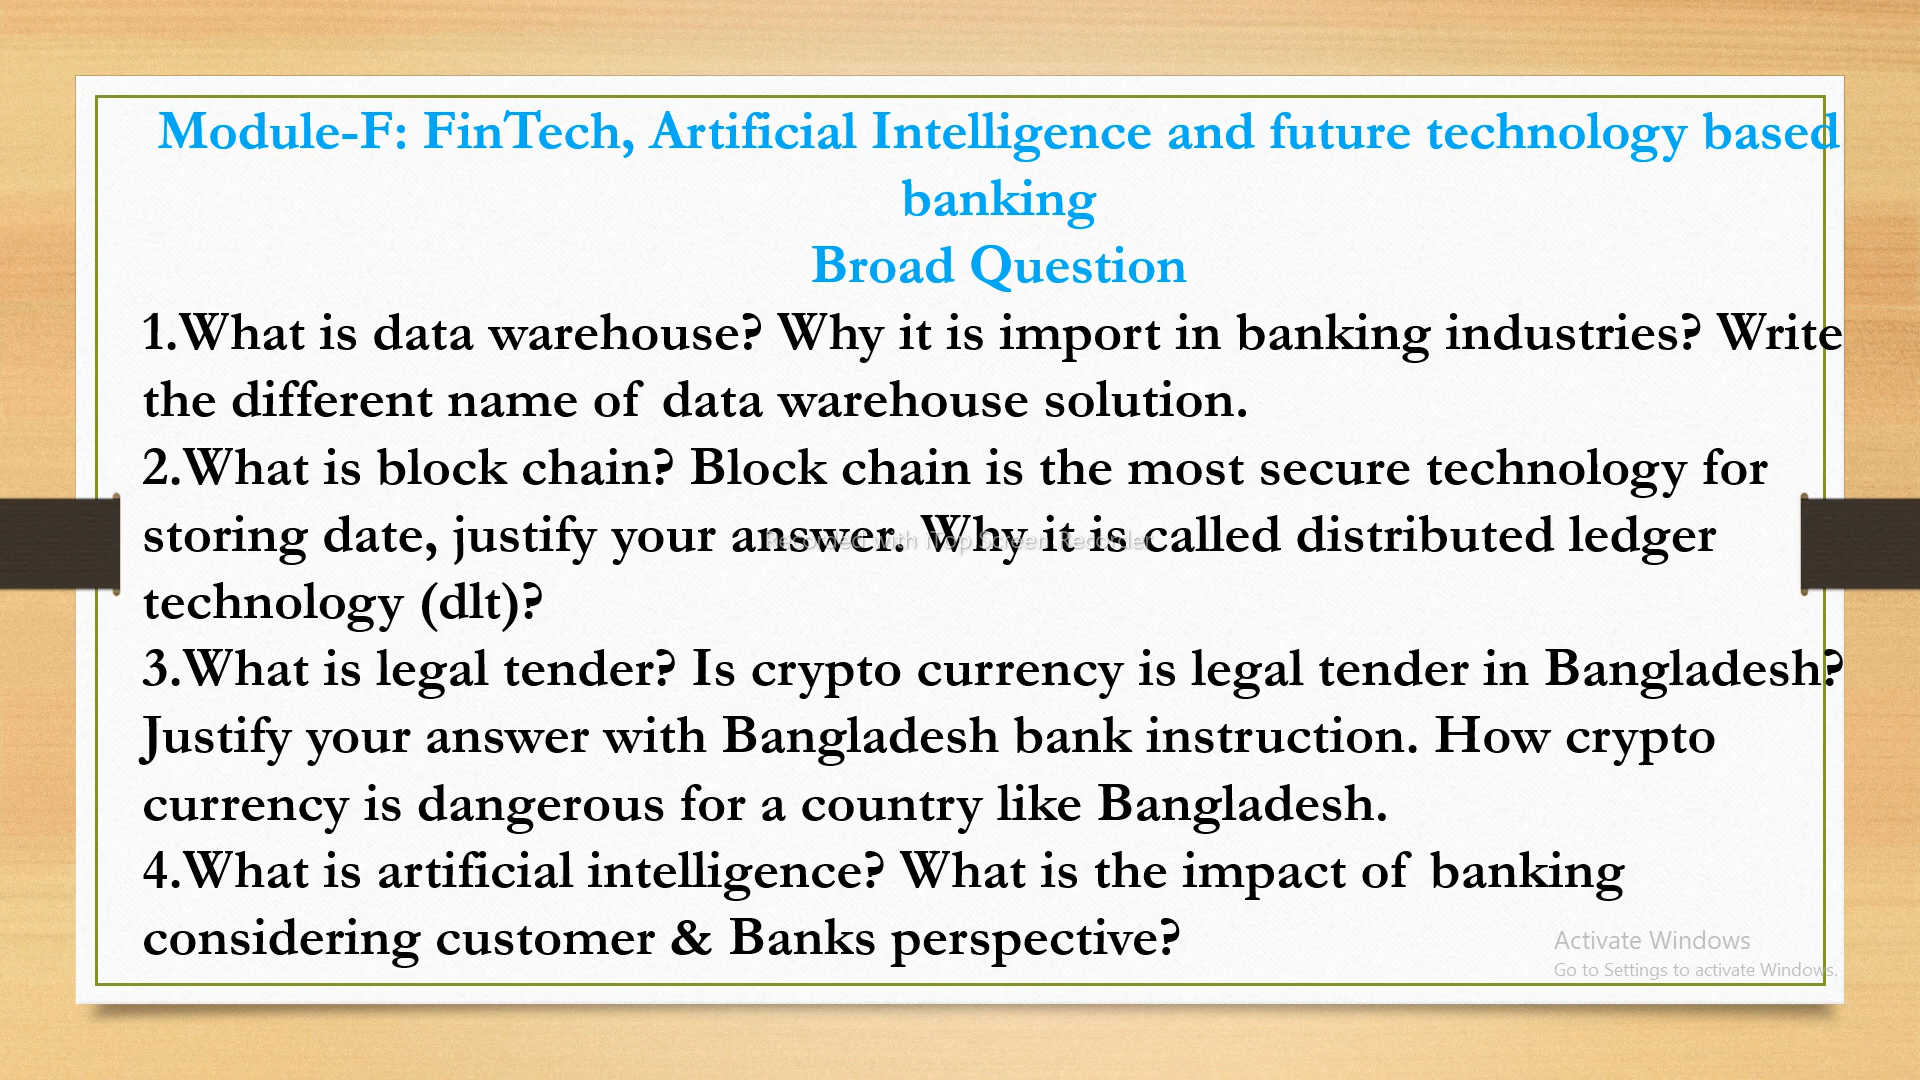 Module-F: FinTech, Artificial Intelligence and future technology based
banking
Broad Question
1.What is data warehouse? Why it is import in banking industries? Write
the different name of data warehouse solution.
2.What is block chain? Block chain is the most secure technology for
storing date, justify your answer. Why it is called distributed ledger
technology (dlt)?
3.What is legal tender? Is crypto currency is legal tender in Bangladesh?
Justify your answer with Bangladesh bank instruction. How crypto
currency is dangerous for a country like Bangladesh.
4.What is artificial intelligence? What is the impact of banking
considering customer & Banks perspective?
Recorded with iTop Screen Recorder
Activate Windows
Go to Settings to activate Windows.